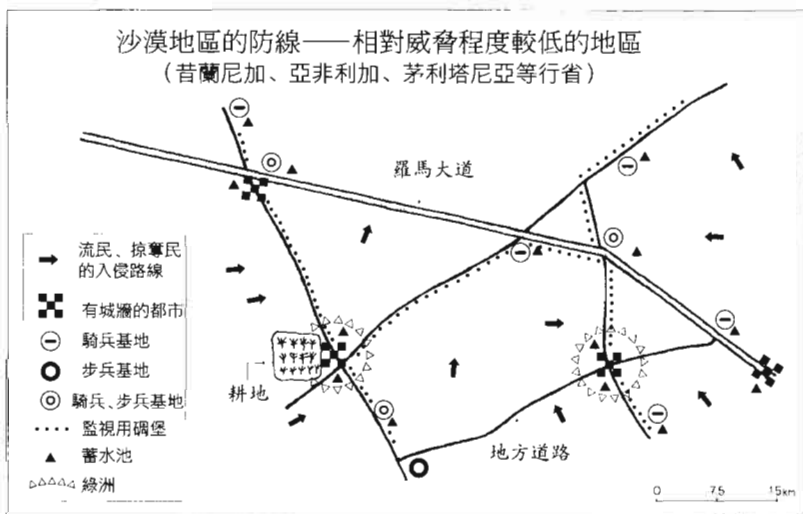 沙漠地區的防線——相對威脅程度較低的地區
(昔蘭尼加、亞非利加、茅利塔尼亞等行省)
羅馬大道
流民、掠奪民
的入侵路線
有城牆的都市
騎兵基地
步兵基地
騎兵、步兵基地
監視用碉堡
蓄水池
綠洲
耕地
地方道路
0 7.5 15km